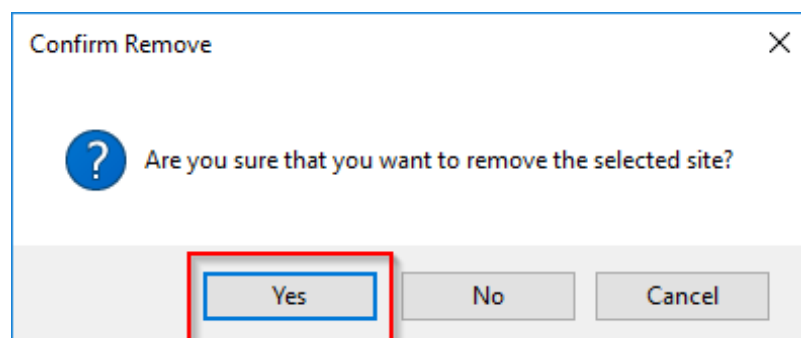 Confirm Remove
Are you sure that you want to remove the selected site?
Yes No Cancel